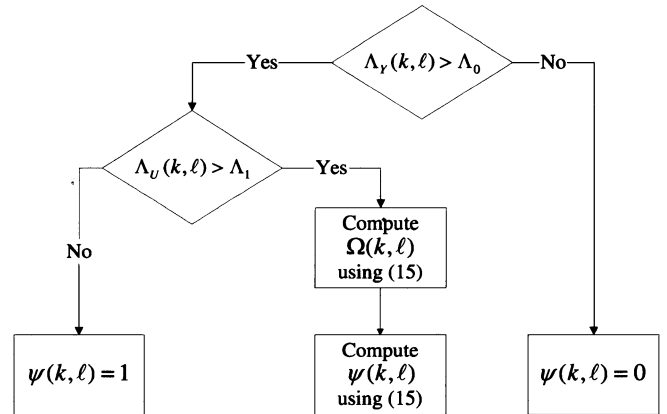 Λ_Y(k,ℓ) > Λ_0
Yes
No
Λ_U(k,ℓ) > Λ_1
Yes
No
Compute
Ω(k,ℓ)
using (15)
ψ(k,ℓ) = 1
Compute
ψ(k,ℓ)
using (15)
ψ(k,ℓ) = 0